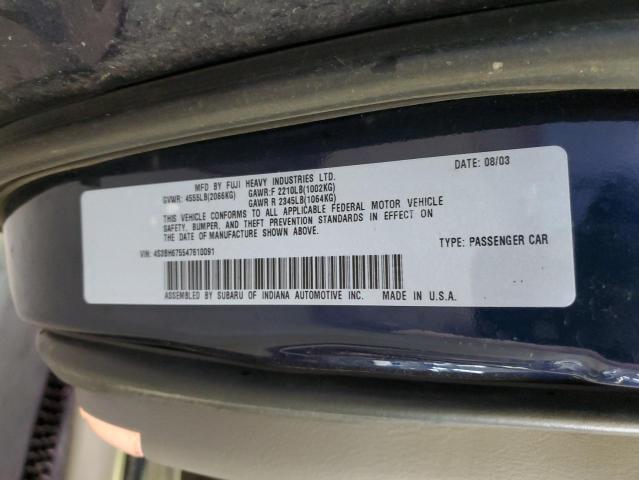 MFD BY FUJI HEAVY INDUSTRIES LTD.
DATE: 08/03
GVWR: 4555LB(2066KG) GAWR:F 2210LB(1002KG)
GAWR R 2345LB(1064KG)
THIS VEHICLE CONFORMS TO ALL APPLICABLE FEDERAL MOTOR VEHICLE
SAFETY, BUMPER, AND THEFT PREVENTION STANDARDS IN EFFECT ON
THE DATE OF MANUFACTURE SHOWN ABOVE.
VIN: 4S3BH675547610091
TYPE: PASSENGER CAR
ASSEMBLED BY SUBARU OF INDIANA AUTOMOTIVE INC. MADE IN U.S.A.